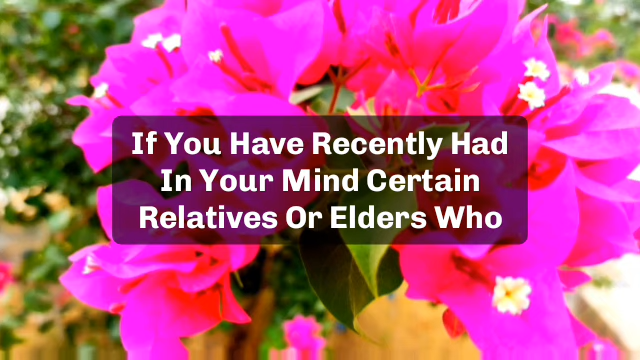 If You Have Recently Had
In Your Mind Certain
Relatives Or Elders Who